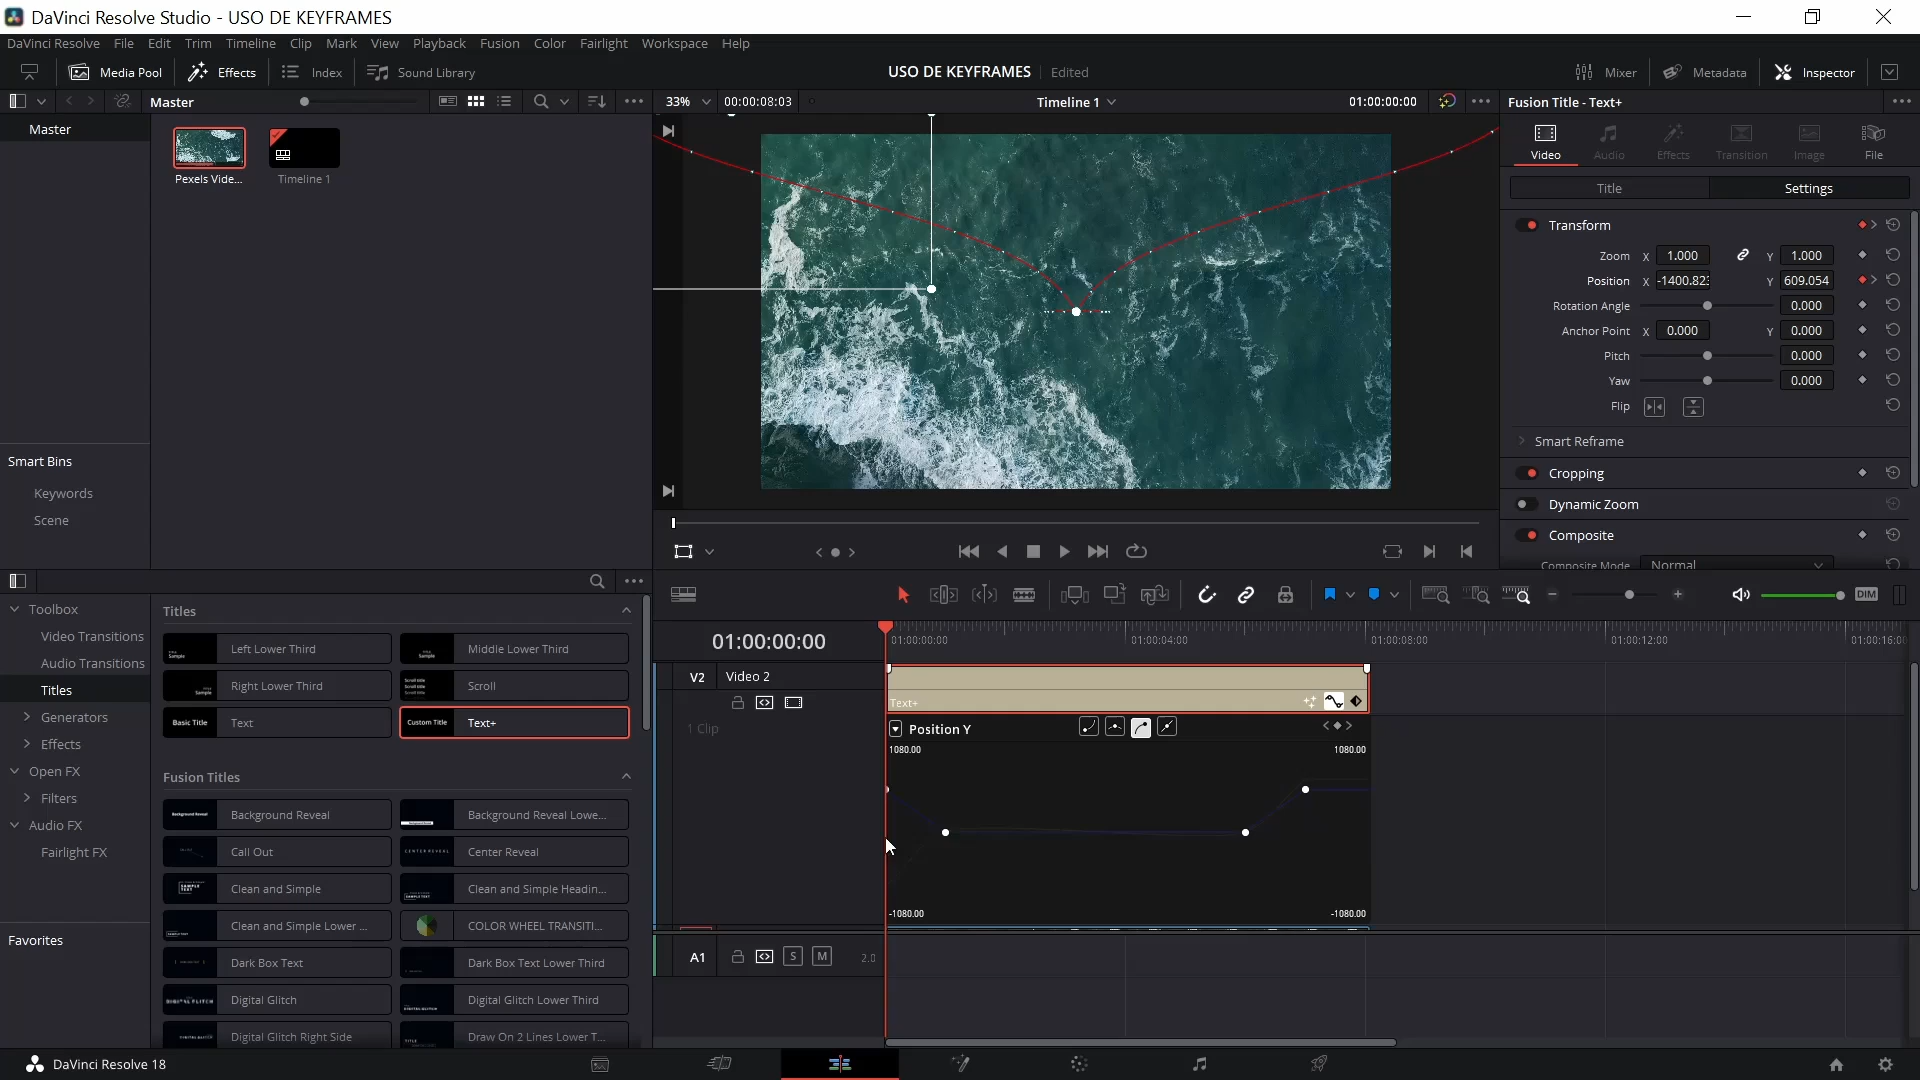 DaVinci Resolve Studio - USO DE KEYFRAMES
DaVinci Resolve File Edit Trim Timeline Clip Mark View Playback Fusion Color Fairlight Workspace Help
Media Pool Effects Index Sound Library
USO DE KEYFRAMES Edited
Mixer Metadata Inspector
Master
33% 00:00:08:03 Timeline 1 01:00:00:00
Fusion Title - Text+
Master
Pexels Vide...
Timeline 1
Video Audio Effects Transition Image File
Title Settings
Transform
Zoom X 1.000 Y 1.000
Position X -1400.823 Y 609.054
Rotation Angle 0.000
Anchor Point X 0.000 Y 0.000
Pitch 0.000
Yaw 0.000
Flip
Smart Reframe
Cropping
Dynamic Zoom
Composite
Composite Mode Normal
Smart Bins
Keywords
Scene
Toolbox
Video Transitions
Audio Transitions
Titles
Generators
Effects
Open FX
Filters
Audio FX
Fairlight FX
Favorites
Titles
Left Lower Third
Middle Lower Third
Right Lower Third
Scroll
Basic Title Text
Custom Title Text+
Fusion Titles
Background Reveal
Background Reveal Lowe...
Call Out
Center Reveal
Clean and Simple
Clean and Simple Headin...
Clean and Simple Lower ...
COLOR WHEEL TRANSITI...
Dark Box Text
Dark Box Text Lower Third
Digital Glitch
Digital Glitch Lower Third
Digital Glitch Right Side
Draw On 2 Lines Lower T...
DIM
01:00:00:00
01:00:00:00 01:00:04:00 01:00:08:00 01:00:12:00 01:00:16:00
V2 Video 2
Text+
1 Clip
Position Y
1080.00 1080.00
-1080.00 -1080.00
A1 S M 2.0
DaVinci Resolve 18